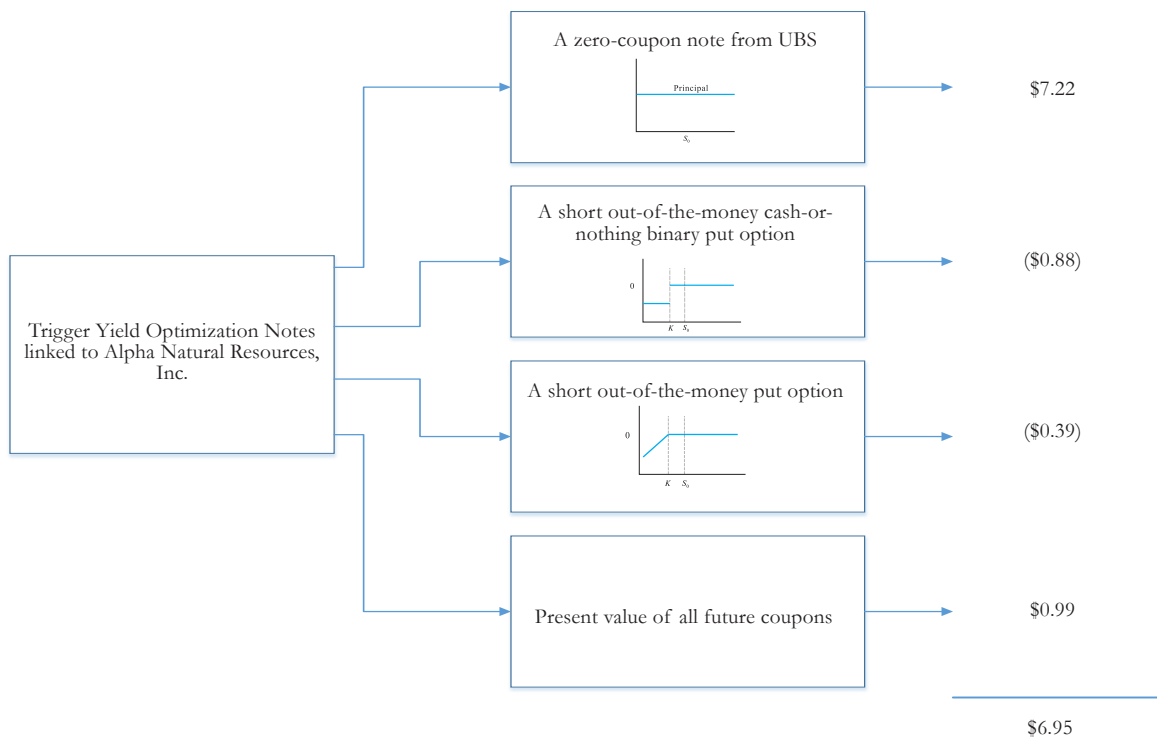 A zero-coupon note from UBS
Principal
S0
$7.22
A short out-of-the-money cash-or-
nothing binary put option
0
K
S0
($0.88)
Trigger Yield Optimization Notes
linked to Alpha Natural Resources,
Inc.
A short out-of-the-money put option
0
K
S0
($0.39)
Present value of all future coupons
$0.99
$6.95